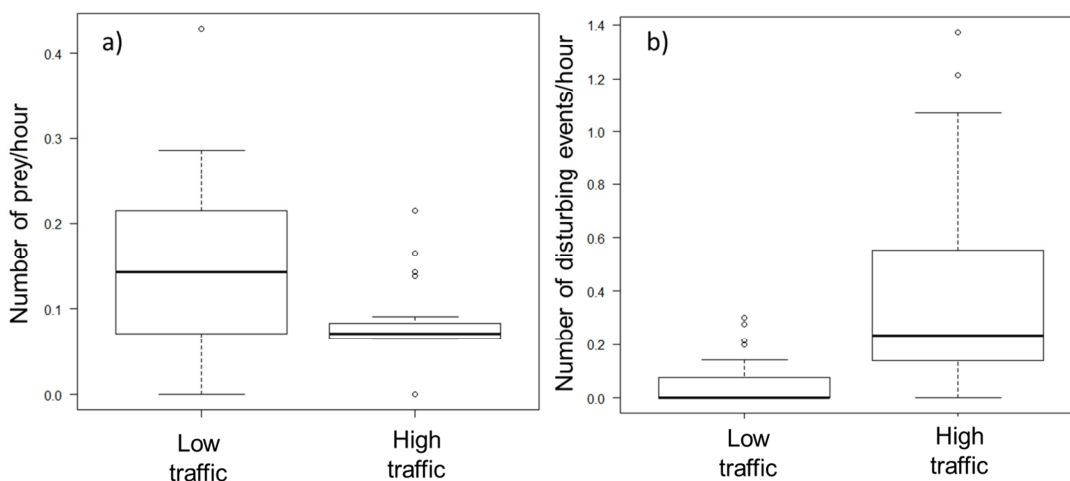 a)
Number of prey/hour
0.4
0.3
0.2
0.1
0.0
Low
traffic
High
traffic
b)
Number of disturbing events/hour
1.4
1.2
1.0
0.8
0.6
0.4
0.2
0.0
Low
traffic
High
traffic